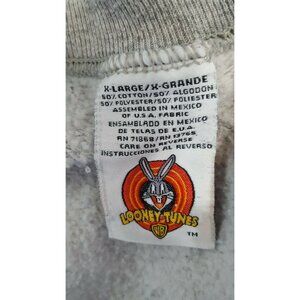 X-LARGE/X-GRANDE
50% COTTON/50% ALGODON
50% POLYESTER/50% POLIESTER
ASSEMBLED IN MEXICO
OF U.S.A. FABRIC
ENSAMBLADO EN MEXICO
DE TELAS DE E.U.A.
RN 71868/RN 13765
CARE ON REVERSE
INSTRUCCIONES AL REVERSO
LOONEY TUNES
WB
TM